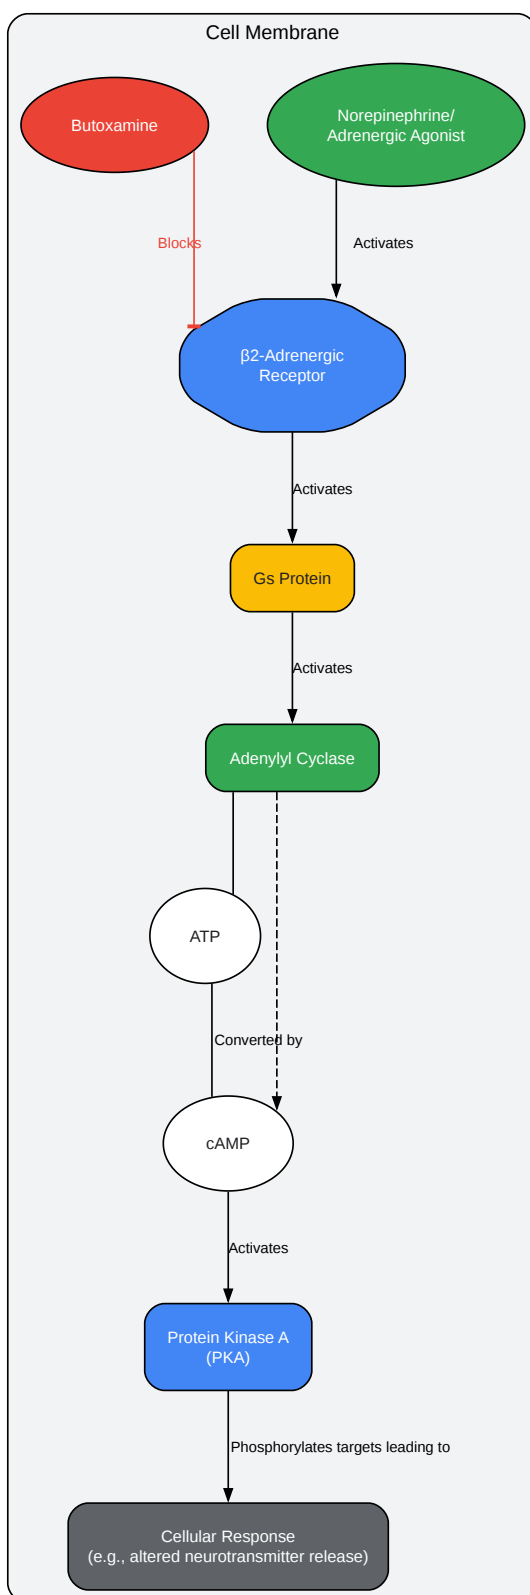 Cell Membrane
Butoxamine
Norepinephrine/
Adrenergic Agonist
Blocks
Activates
β2-Adrenergic
Receptor
Activates
Gs Protein
Activates
Adenylyl Cyclase
ATP
Converted by
cAMP
Activates
Protein Kinase A
(PKA)
Phosphorylates targets leading to
Cellular Response
(e.g., altered neurotransmitter release)